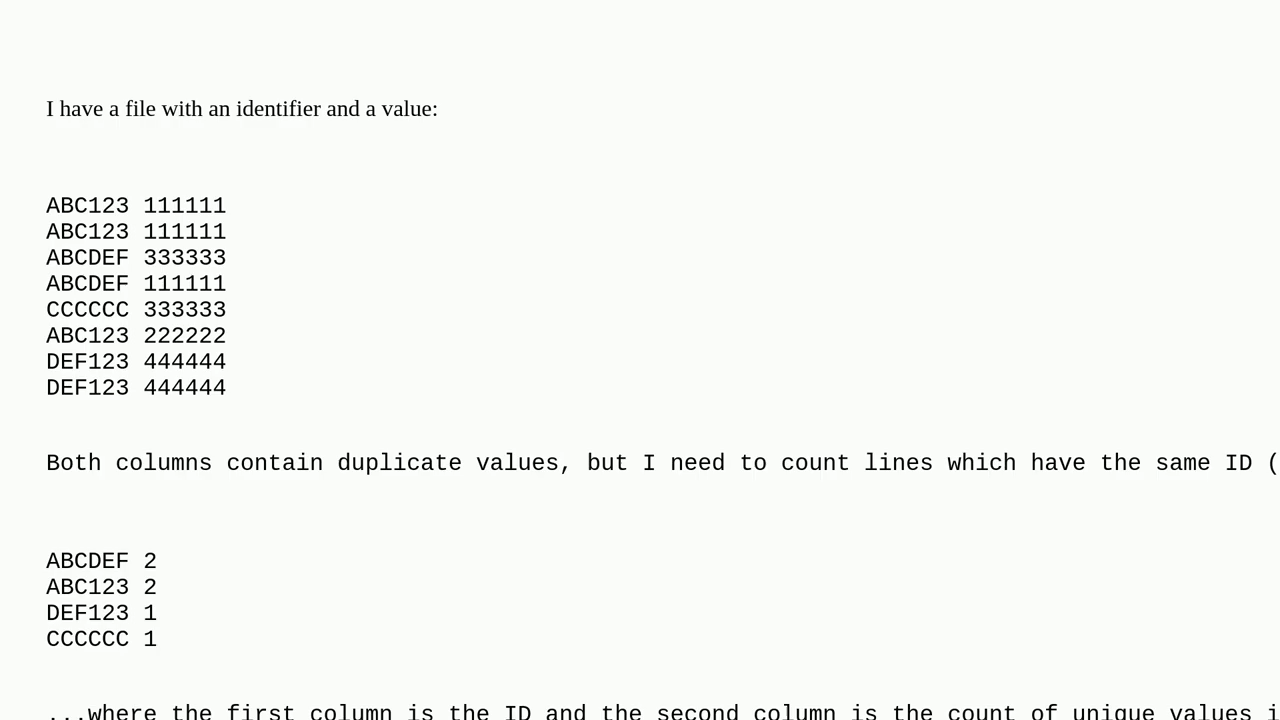 I have a file with an identifier and a value:
ABC123 111111
ABC123 111111
ABCDEF 333333
ABCDEF 111111
CCCCCC 333333
ABC123 222222
DEF123 444444
DEF123 444444
Both columns contain duplicate values, but I need to count lines which have the same ID (
ABCDEF 2
ABC123 2
DEF123 1
CCCCCC 1
...where the first column is the ID and the second column is the count of unique values i